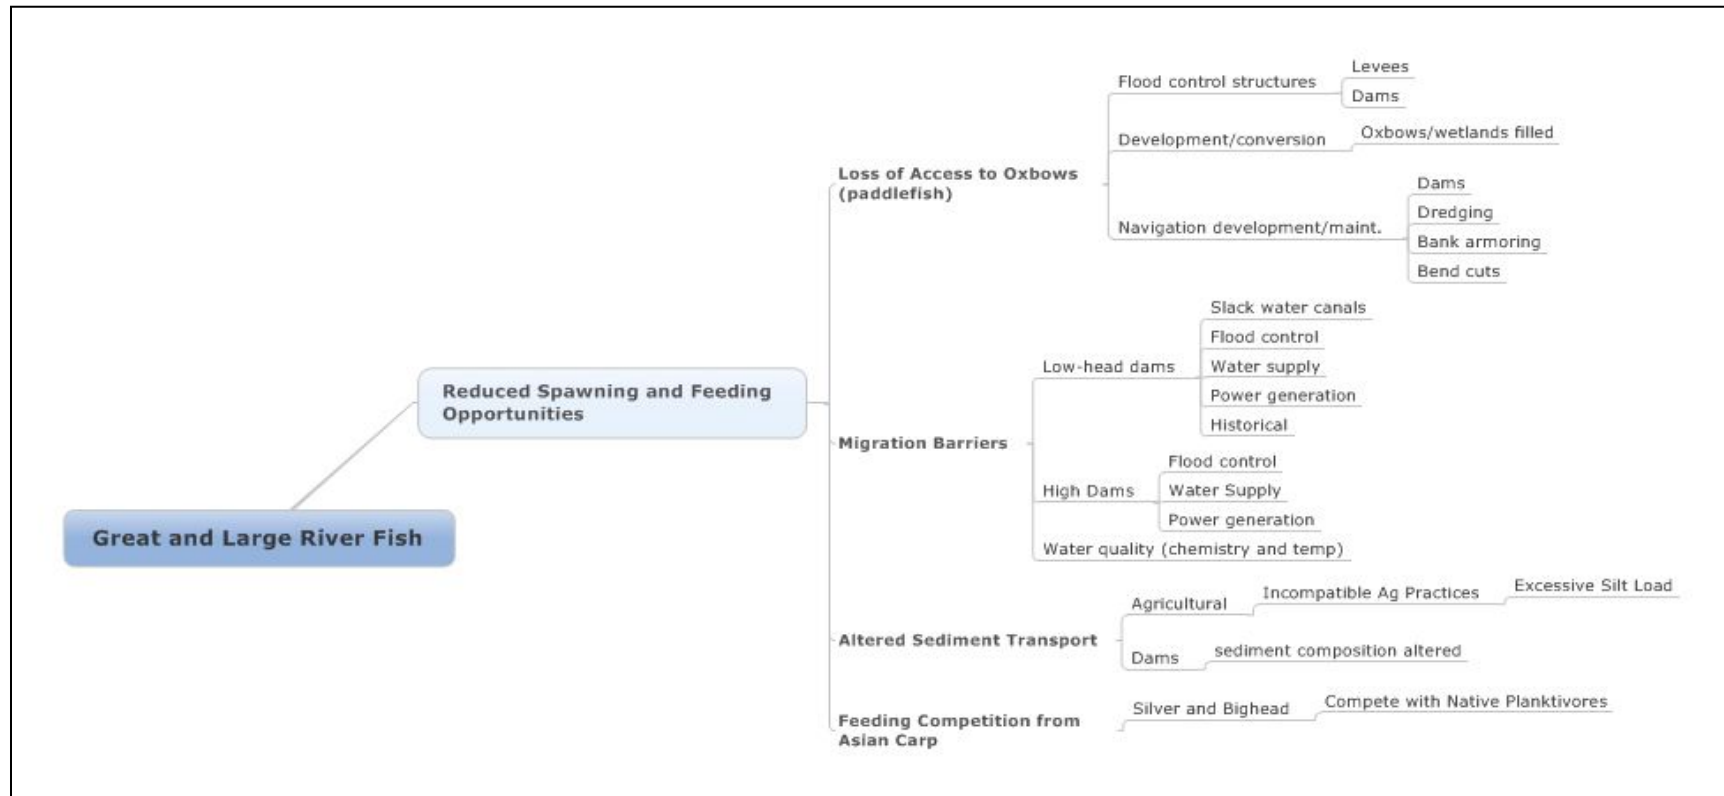 Great and Large River Fish
Reduced Spawning and Feeding
Opportunities
Loss of Access to Oxbows
(paddlefish)
Flood control structures
Levees
Dams
Development/conversion
Oxbows/wetlands filled
Navigation development/maint.
Dams
Dredging
Bank armoring
Bend cuts
Migration Barriers
Low-head dams
Slack water canals
Flood control
Water supply
Power generation
Historical
High Dams
Flood control
Water Supply
Power generation
Water quality (chemistry and temp)
Altered Sediment Transport
Agricultural
Incompatible Ag Practices
Excessive Silt Load
Dams
sediment composition altered
Feeding Competition from
Asian Carp
Silver and Bighead
Compete with Native Planktivores